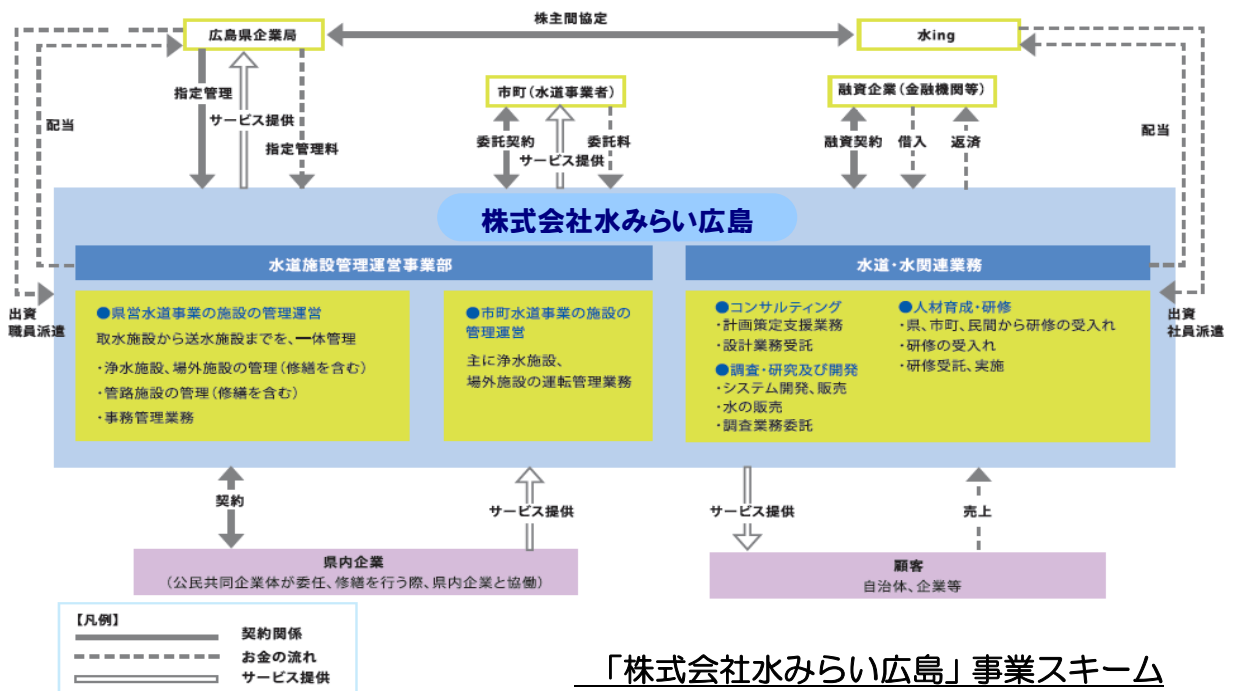 株主間協定
広島県企業局
水ing
指定管理
サービス提供
指定管理料
配当
市町(水道事業者)
委託契約
サービス提供
委託料
融資企業(金融機関等)
融資契約
借入
返済
配当
株式会社水みらい広島
水道施設管理運営事業部
水道・水関連業務
出資
職員派遣
●県営水道事業の施設の管理運営
取水施設から送水施設までを、一体管理
・浄水施設、場外施設の管理(修繕を含む)
・管路施設の管理(修繕を含む)
・事務管理業務
●市町水道事業の施設の
管理運営
主に浄水施設、
場外施設の運転管理業務
●コンサルティング
・計画策定支援業務
・設計業務受託
●調査・研究及び開発
・システム開発、販売
・水の販売
・調査業務委託
●人材育成・研修
・県、市町、民間から研修の受入れ
・研修の受入れ
・研修受託、実施
出資
社員派遣
契約
サービス提供
サービス提供
売上
県内企業
(公民共同企業体が委任、修繕を行う際、県内企業と協働)
顧客
自治体、企業等
【凡例】
契約関係
お金の流れ
サービス提供
「株式会社水みらい広島」事業スキーム